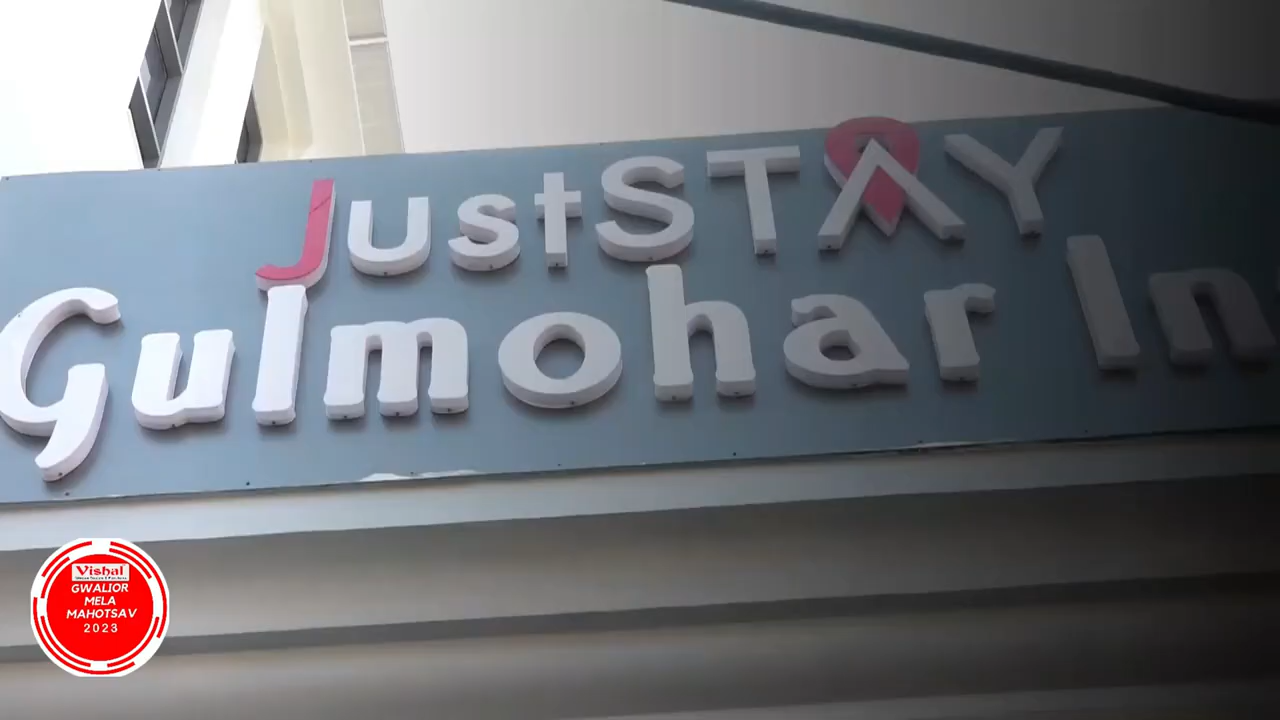 JustSTAY
Gulmohar In
Vishal
GWALIOR
MELA
MAHOTSAV
2023